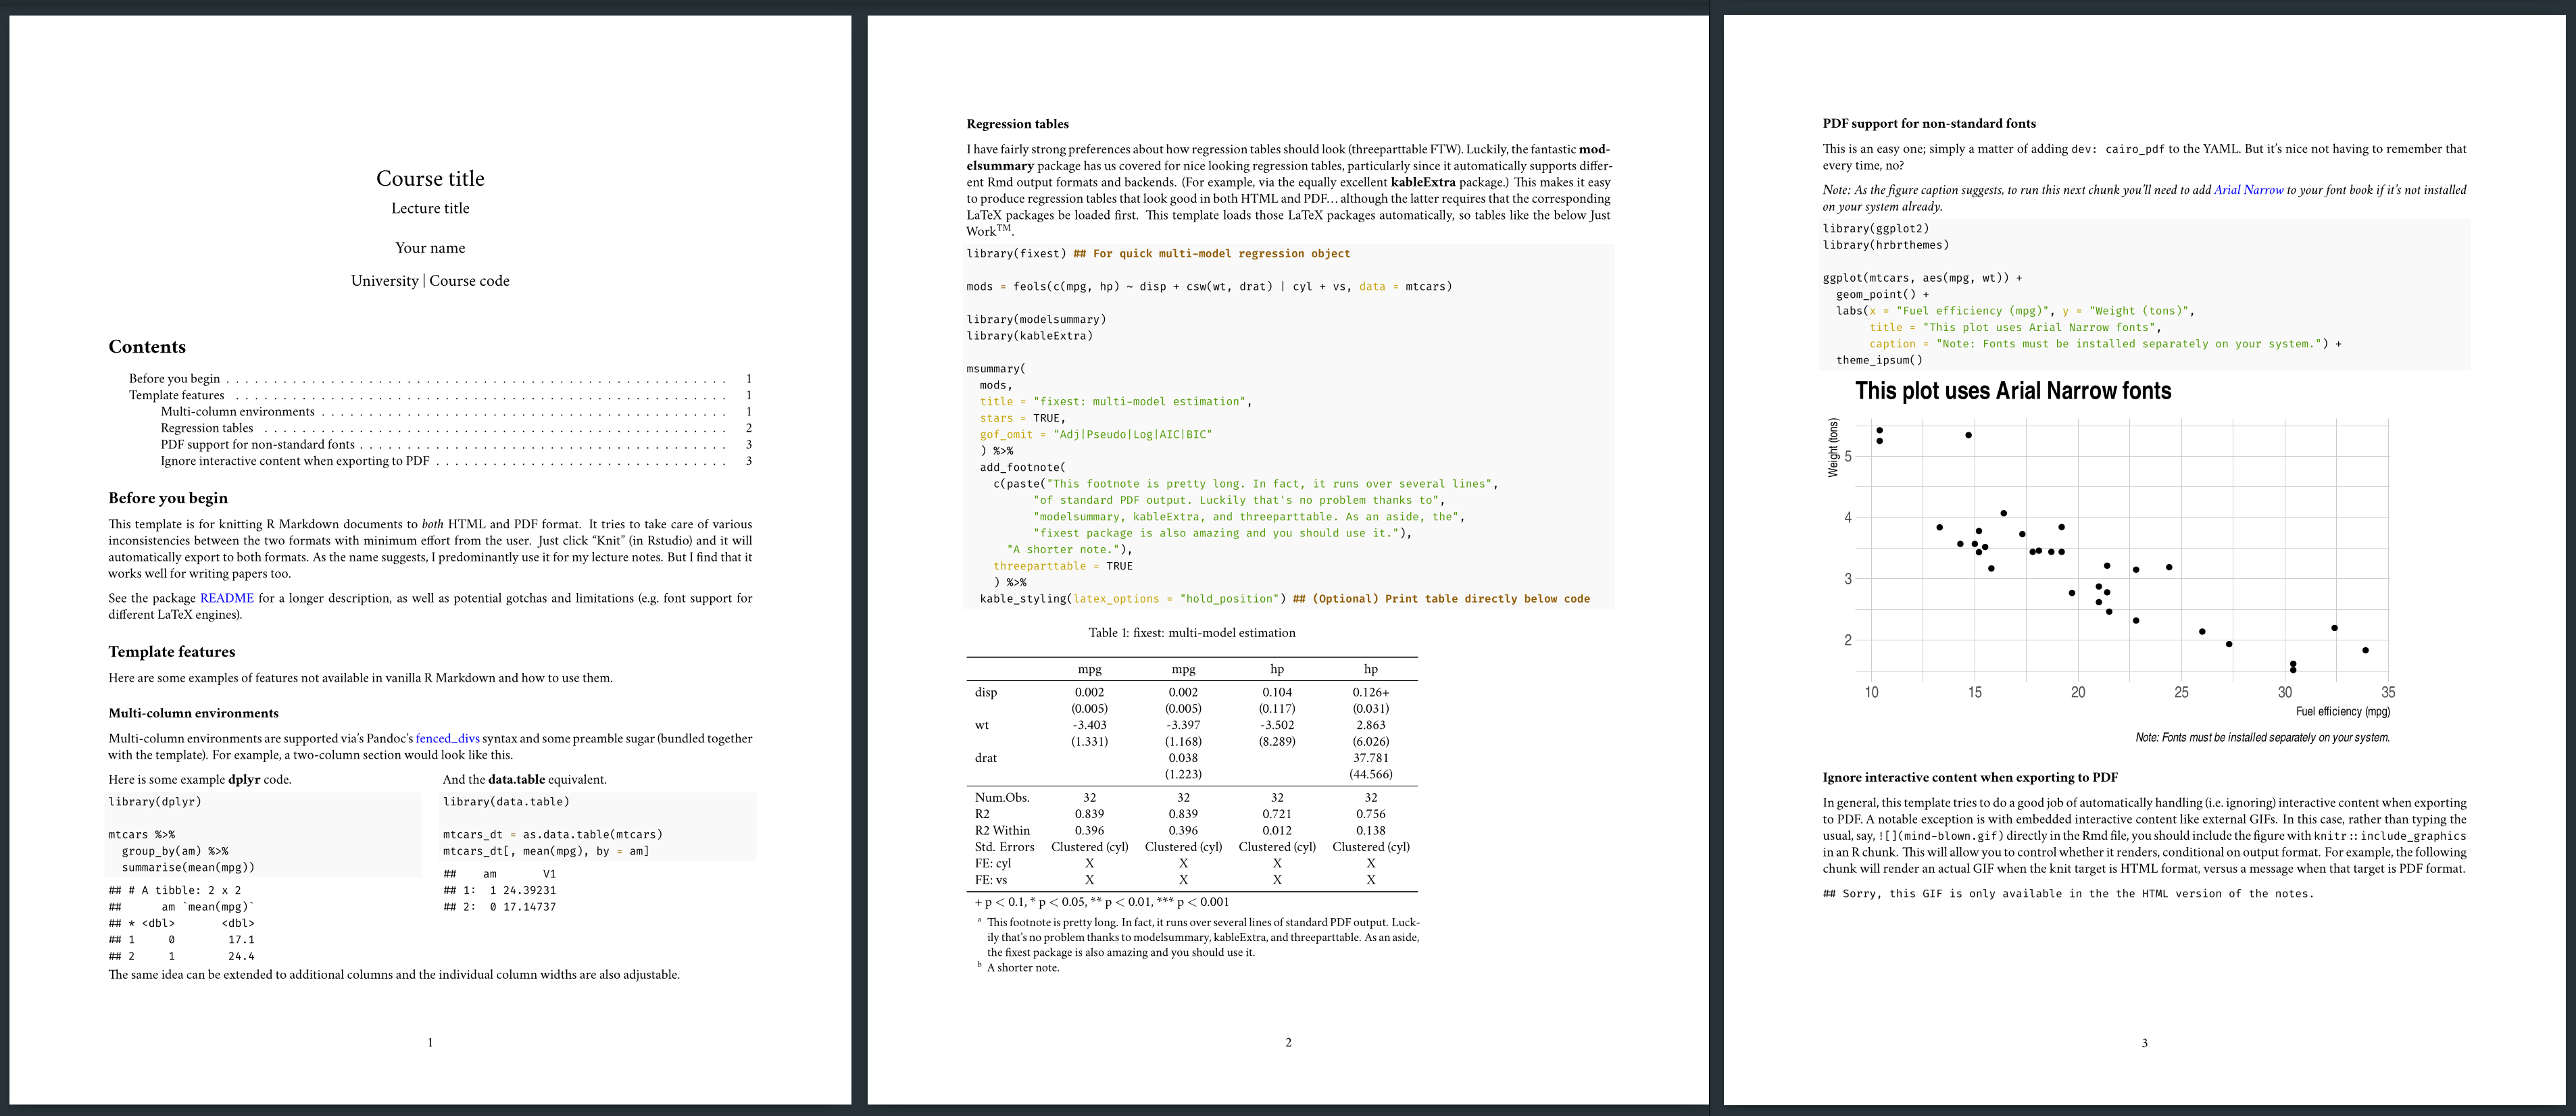 Course title
Lecture title
Your name
University | Course code
Contents
Before you begin . . . . . . . . . . . . . . . . . . . . . . . . . . . . . . . . . . . . . . . . 1
Template features . . . . . . . . . . . . . . . . . . . . . . . . . . . . . . . . . . . . . . . . 1
Multi-column environments . . . . . . . . . . . . . . . . . . . . . . . . . . . . . . . . 1
Regression tables . . . . . . . . . . . . . . . . . . . . . . . . . . . . . . . . . . . . 2
PDF support for non-standard fonts . . . . . . . . . . . . . . . . . . . . . . . . . . . . . 3
Ignore interactive content when exporting to PDF . . . . . . . . . . . . . . . . . . . . . . . 3
Before you begin
This template is for knitting R Markdown documents to both HTML and PDF format. It tries to take care of various
inconsistencies between the two formats with minimum effort from the user. Just click “Knit” (in Rstudio) and it will
automatically export to both formats. As the name suggests, I predominantly use it for my lecture notes. But I find that it
works well for writing papers too.
See the package README for a longer description, as well as potential gotchas and limitations (e.g. font support for
different LaTeX engines).
Template features
Here are some examples of features not available in vanilla R Markdown and how to use them.
Multi-column environments
Multi-column environments are supported via’s Pandoc’s fenced_divs syntax and some preamble sugar (bundled together
with the template). For example, a two-column section would look like this.
Here is some example dplyr code.
library(dplyr)
mtcars %>%
  group_by(am) %>%
  summarise(mean(mpg))
## # A tibble: 2 x 2
##      am `mean(mpg)`
## * <dbl>       <dbl>
## 1     0        17.1
## 2     1        24.4
And the data.table equivalent.
library(data.table)
mtcars_dt = as.data.table(mtcars)
mtcars_dt[, mean(mpg), by = am]
##    am       V1
## 1:  1 24.39231
## 2:  0 17.14737
The same idea can be extended to additional columns and the individual column widths are also adjustable.
1
Regression tables
I have fairly strong preferences about how regression tables should look (threeparttable FTW). Luckily, the fantastic mod-
elsummary package has us covered for nice looking regression tables, particularly since it automatically supports differ-
ent Rmd output formats and backends. (For example, via the equally excellent kableExtra package.) This makes it easy
to produce regression tables that look good in both HTML and PDF… although the latter requires that the corresponding
LaTeX packages be loaded first. This template loads those LaTeX packages automatically, so tables like the below Just
Work™.
library(fixest) ## For quick multi-model regression object
mods = feols(c(mpg, hp) ~ disp + csw(wt, drat) | cyl + vs, data = mtcars)
library(modelsummary)
library(kableExtra)
msummary(
  mods,
  title = "fixest: multi-model estimation",
  stars = TRUE,
  gof_omit = "Adj|Pseudo|Log|AIC|BIC"
  ) %>%
  add_footnote(
    c(paste("This footnote is pretty long. In fact, it runs over several lines",
          "of standard PDF output. Luckily that's no problem thanks to",
          "modelsummary, kableExtra, and threeparttable. As an aside, the",
          "fixest package is also amazing and you should use it."),
      "A shorter note."),
    threeparttable = TRUE
    ) %>%
  kable_styling(latex_options = "hold_position") ## (Optional) Print table directly below code
Table 1: fixest: multi-model estimation
mpg mpg hp hp
disp 0.002 0.002 0.104 0.126+
(0.005) (0.005) (0.117) (0.031)
wt -3.403 -3.397 -3.502 2.863
(1.331) (1.168) (8.289) (6.026)
drat 0.038 37.781
(1.223) (44.566)
Num.Obs. 32 32 32 32
R2 0.839 0.839 0.721 0.756
R2 Within 0.396 0.396 0.012 0.138
Std. Errors Clustered (cyl) Clustered (cyl) Clustered (cyl) Clustered (cyl)
FE: cyl X X X X
FE: vs X X X X
+ p < 0.1, * p < 0.05, ** p < 0.01, *** p < 0.001
a This footnote is pretty long. In fact, it runs over several lines of standard PDF output. Luck-
ily that’s no problem thanks to modelsummary, kableExtra, and threeparttable. As an aside,
the fixest package is also amazing and you should use it.
b A shorter note.
2
PDF support for non-standard fonts
This is an easy one; simply a matter of adding dev: cairo_pdf to the YAML. But it’s nice not having to remember that
every time, no?
Note: As the figure caption suggests, to run this next chunk you’ll need to add Arial Narrow to your font book if it’s not installed
on your system already.
library(ggplot2)
library(hrbrthemes)
ggplot(mtcars, aes(mpg, wt)) +
  geom_point() +
  labs(x = "Fuel efficiency (mpg)", y = "Weight (tons)",
       title = "This plot uses Arial Narrow fonts",
       caption = "Note: Fonts must be installed separately on your system.") +
  theme_ipsum()
This plot uses Arial Narrow fonts
Weight (tons)
5
4
3
2
10 15 20 25 30 35
Fuel efficiency (mpg)
Note: Fonts must be installed separately on your system.
Ignore interactive content when exporting to PDF
In general, this template tries to do a good job of automatically handling (i.e. ignoring) interactive content when exporting
to PDF. A notable exception is with embedded interactive content like external GIFs. In this case, rather than typing the
usual, say, ![](mind-blown.gif) directly in the Rmd file, you should include the figure with knitr::include_graphics
in an R chunk. This will allow you to control whether it renders, conditional on output format. For example, the following
chunk will render an actual GIF when the knit target is HTML format, versus a message when that target is PDF format.
## Sorry, this GIF is only available in the the HTML version of the notes.
3